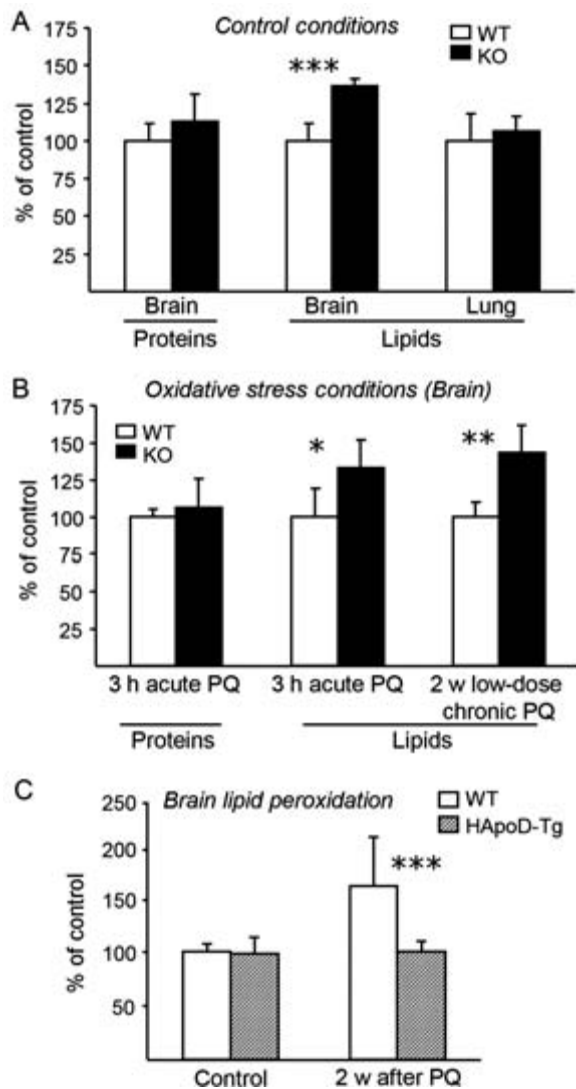 A
Control conditions
WT
KO
% of control
175
150
125
100
75
50
25
***
Brain
Brain
Lung
Proteins
Lipids
B
Oxidative stress conditions (Brain)
WT
KO
% of control
175
150
125
100
75
50
25
*
**
3 h acute PQ
3 h acute PQ
2 w low-dose
chronic PQ
Proteins
Lipids
C
Brain lipid peroxidation
WT
HApoD-Tg
% of control
250
200
150
100
50
***
Control
2 w after PQ